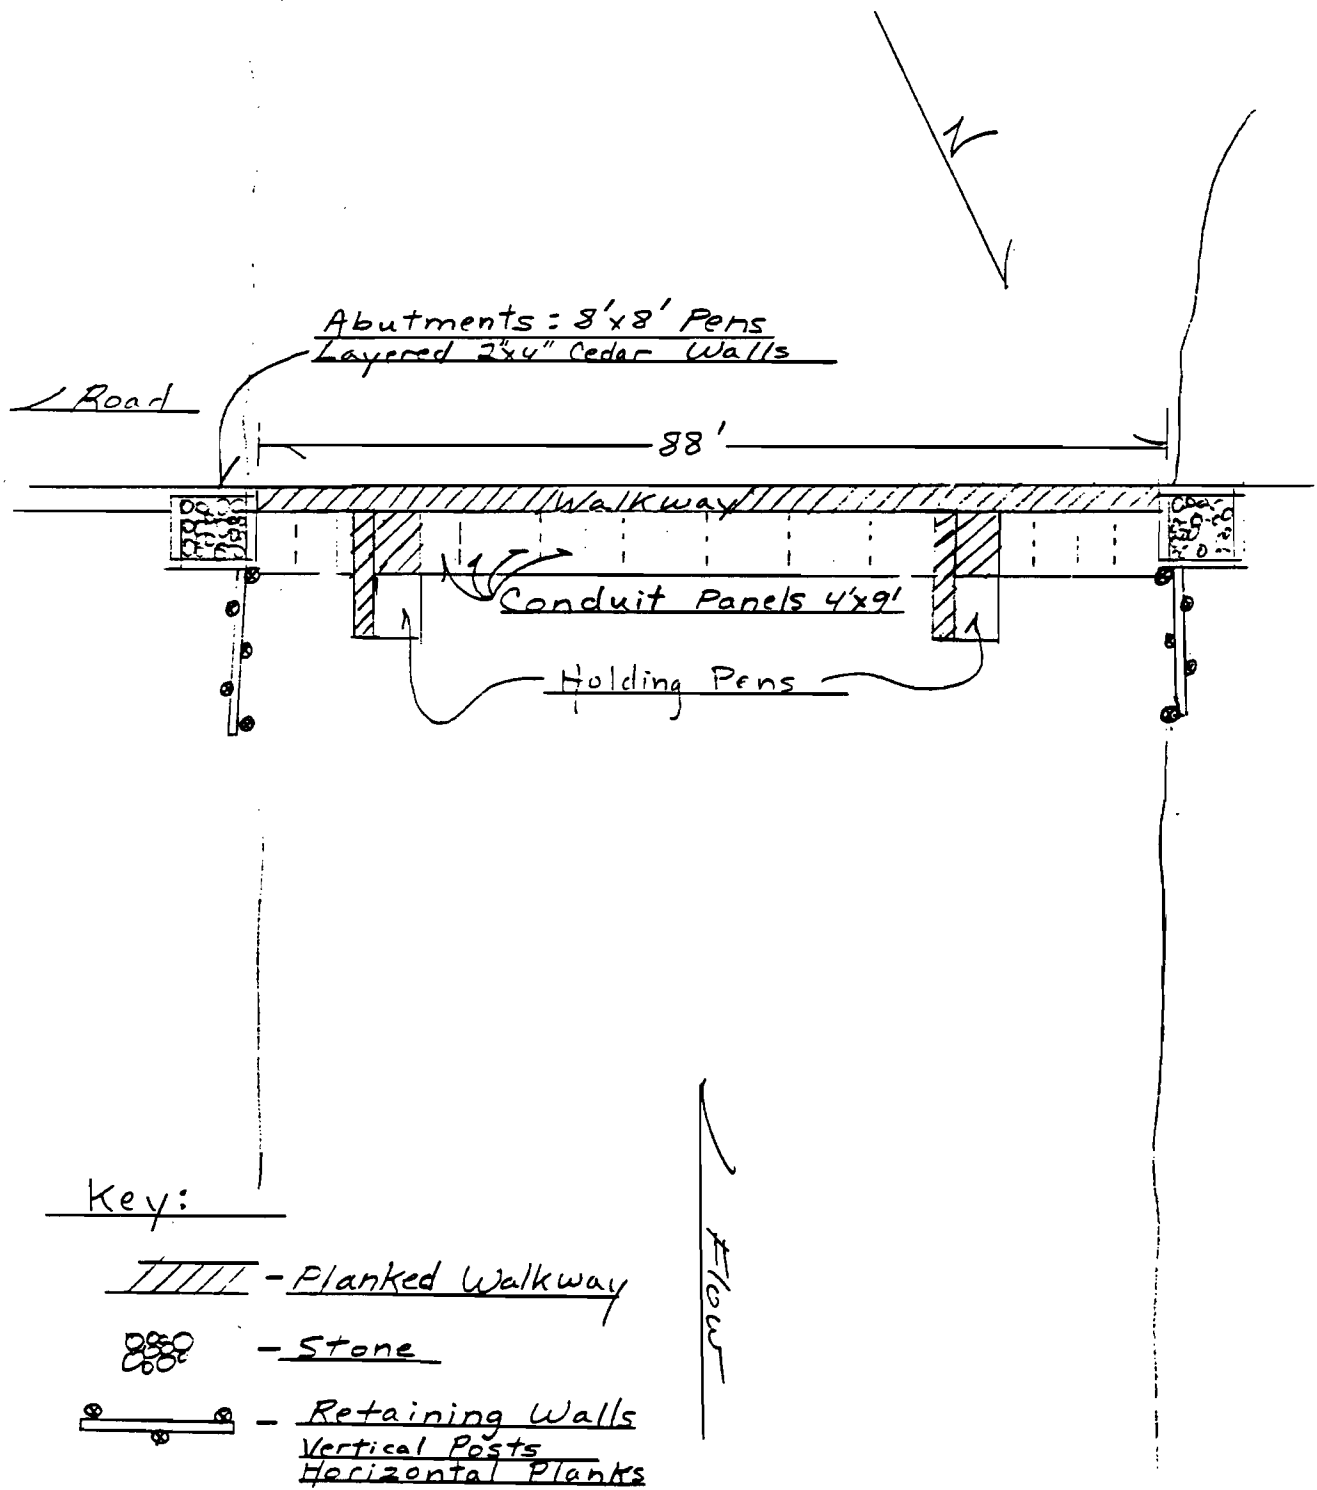 N
Abutments : 8'x8' Pens
Layered 2"x4" Cedar Walls
Road
88'
Walkway
Conduit Panels 4'x9'
Holding Pens
Key:
- Planked Walkway
- Stone
- Retaining Walls
Vertical Posts
Horizontal Planks
Flow